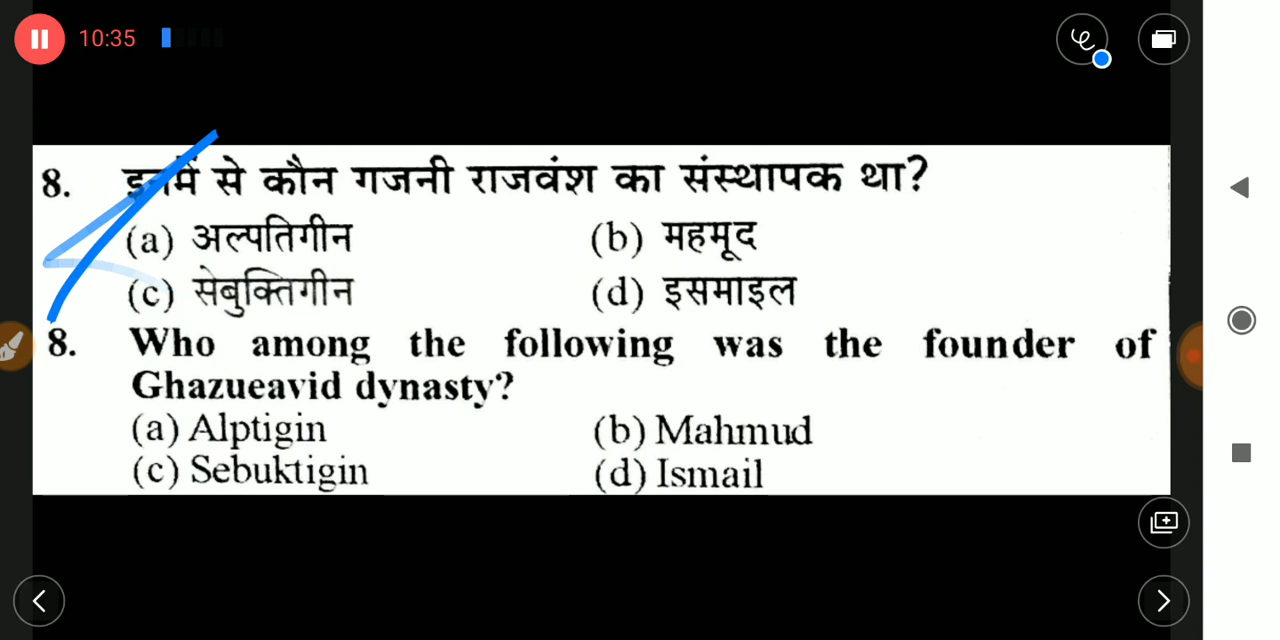 10:35
8. इनमें से कौन गजनी राजवंश का संस्थापक था?
(a) अल्पतिगीन (b) महमूद
(c) सेबुक्तिगीन (d) इसमाइल
8. Who among the following was the founder of
Ghazueavid dynasty?
(a) Alptigin (b) Mahmud
(c) Sebuktigin (d) Ismail